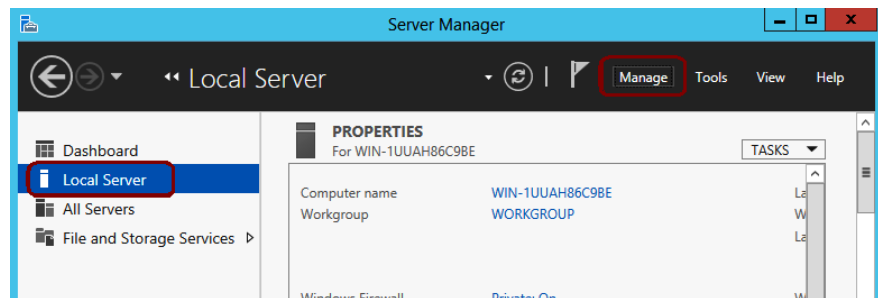 Server Manager
Local Server
Manage Tools View Help
Dashboard
Local Server
All Servers
File and Storage Services
PROPERTIES
For WIN-1UUAH86C9BE
TASKS
Computer name WIN-1UUAH86C9BE
Workgroup WORKGROUP
Windows Firewall Private: On